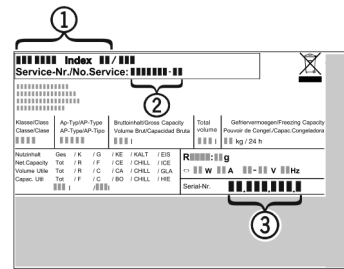 1
Index /
Service-Nr./No.Service: -
2
Klasse/Clase Ap-Typ/AP-Type Bruttoinhalt/Gross Capacity Total Gefriervermoegen/Freezing Capacity
Classe/Clase AP-Type/AP-Tipo Volume Brut/Capacidad Bruta volume Pouvoir de Congel./Capac.Congeladora
l l kg / 24 h
Nutzinhalt Ges / K / G / KE / KALT / EIS
Net.Capacity Tot / R / F / CE / CHILL / ICE
Volume Utile Tot / R / C / CA / CHILL / GLA
Capac. Util Tot / F / C / BO / CHILL / HIE
l / l
R : g
W A - V Hz
Serial-Nr. . . .
3